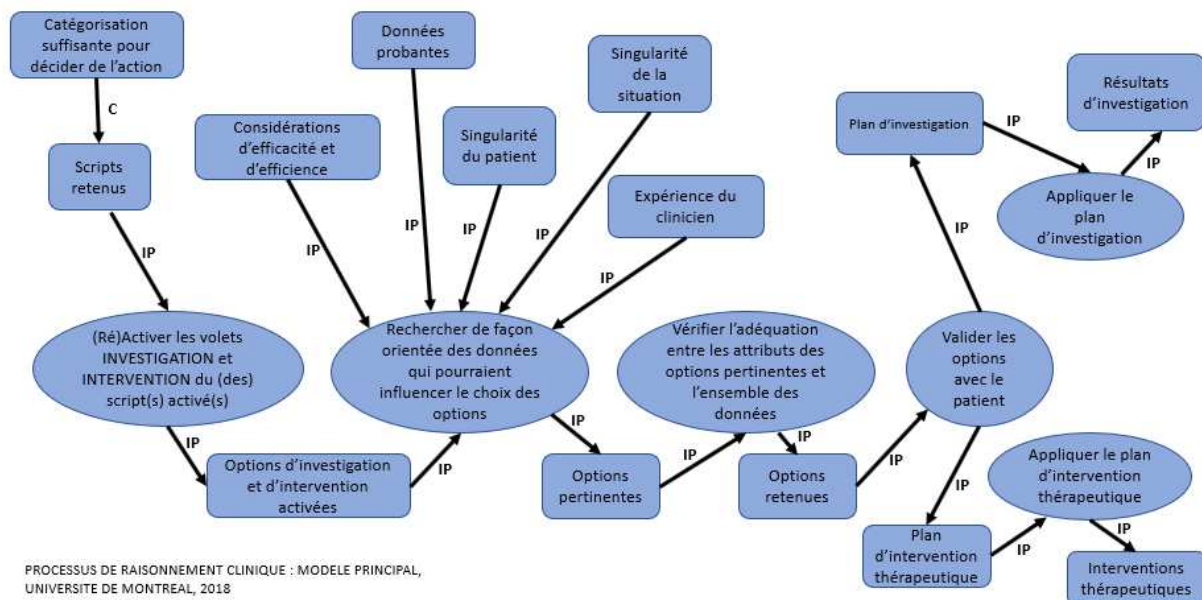 Catégorisation
suffisante pour
décider de l'action
C
Scripts
retenus
IP
(Ré)Activer les volets
INVESTIGATION et
INTERVENTION du (des)
script(s) activé(s)
IP
Options d'investigation
et d'intervention
activées
IP
Considérations
d'efficacité et
d'efficience
IP
Données
probantes
IP
Singularité
du patient
IP
Singularité
de la
situation
IP
Expérience du
clinicien
IP
Rechercher de façon
orientée des données
qui pourraient
influencer le choix des
options
IP
Options
pertinentes
IP
Vérifier l'adéquation
entre les attributs des
options pertinentes et
l'ensemble des
données
IP
Options
retenues
IP
Valider les
options
avec le
patient
IP
Plan d'investigation
IP
Appliquer le
plan
d'investigation
IP
Résultats
d'investigation
IP
Plan
d'intervention
thérapeutique
IP
Appliquer le plan
d'intervention
thérapeutique
IP
Interventions
thérapeutiques
PROCESSUS DE RAISONNEMENT CLINIQUE : MODELE PRINCIPAL,
UNIVERSITE DE MONTREAL, 2018